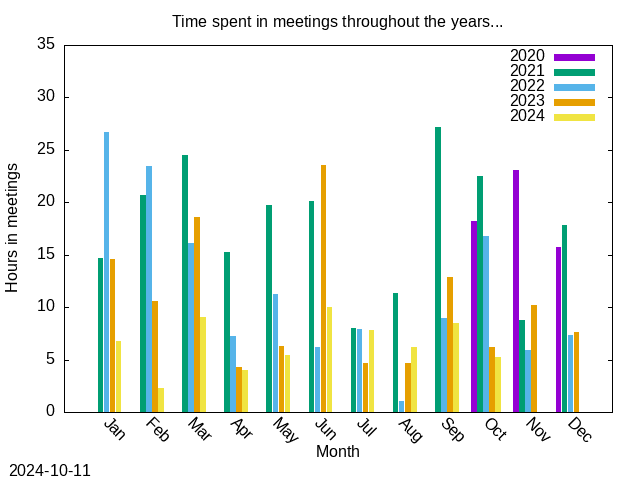 Time spent in meetings throughout the years...
35
30
25
20
15
10
5
0
Hours in meetings
2020
2021
2022
2023
2024
Jan
Feb
Mar
Apr
May
Jun
Jul
Aug
Sep
Oct
Nov
Dec
Month
2024-10-11